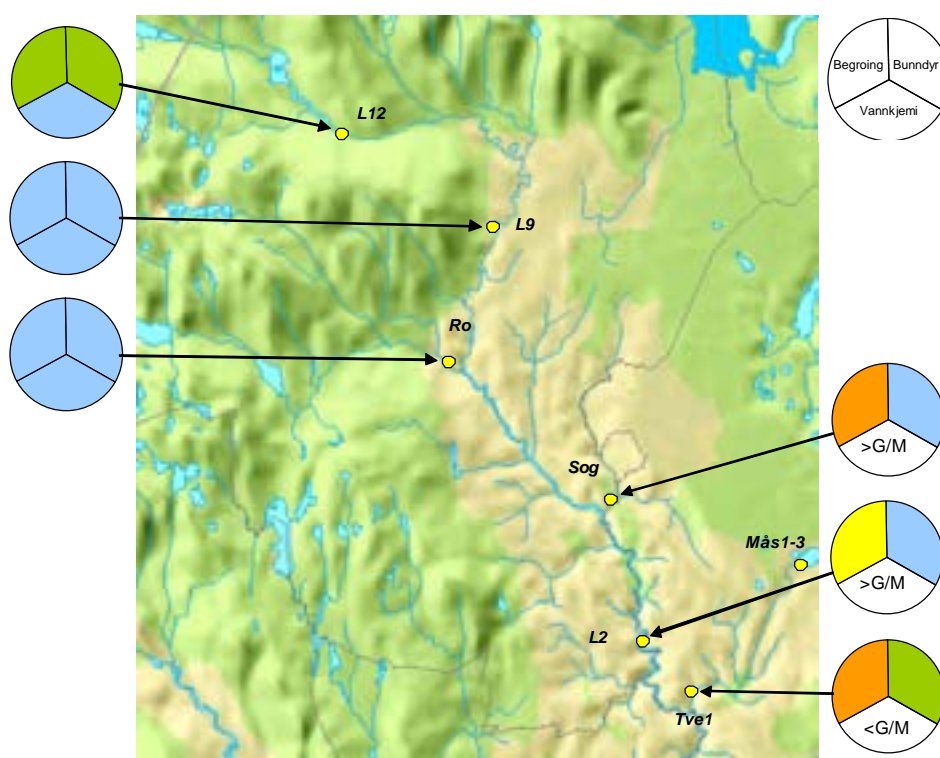 Begroing Bunndyr
Vannkjemi
L12
L9
Ro
Sog
>G/M
Mås1-3
>G/M
L2
Tve1
<G/M